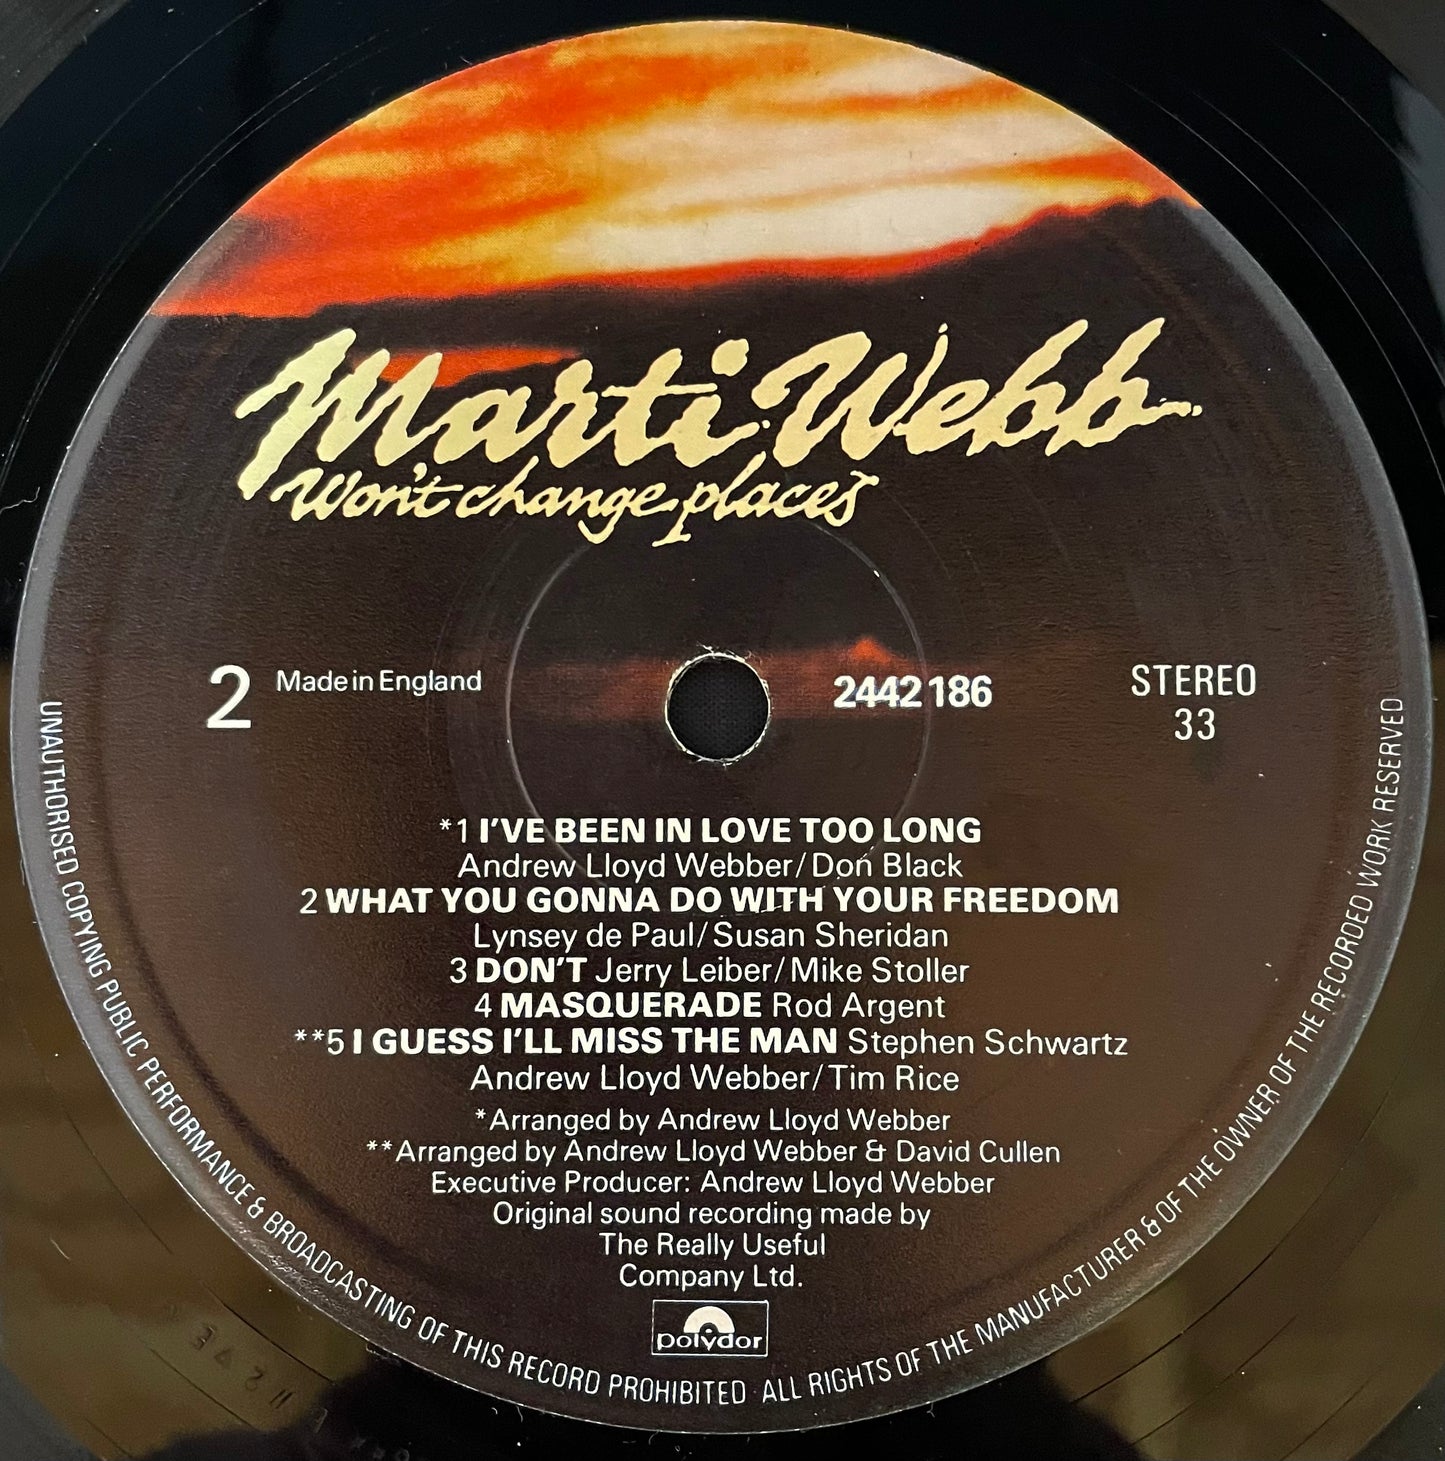 Marti Webb
Won't change places
2
Made in England
2442 186
STEREO
33
*1 I'VE BEEN IN LOVE TOO LONG
Andrew Lloyd Webber/Don Black
2 WHAT YOU GONNA DO WITH YOUR FREEDOM
Lynsey de Paul/Susan Sheridan
3 DON'T Jerry Leiber/Mike Stoller
4 MASQUERADE Rod Argent
**5 I GUESS I'LL MISS THE MAN Stephen Schwartz
Andrew Lloyd Webber/Tim Rice
*Arranged by Andrew Lloyd Webber
**Arranged by Andrew Lloyd Webber & David Cullen
Executive Producer: Andrew Lloyd Webber
Original sound recording made by
The Really Useful
Company Ltd.
polydor
UNAUTHORISED COPYING PUBLIC PERFORMANCE & BROADCASTING OF THIS RECORD PROHIBITED · ALL RIGHTS OF THE MANUFACTURER & OF THE OWNER OF THE RECORDED WORK RESERVED